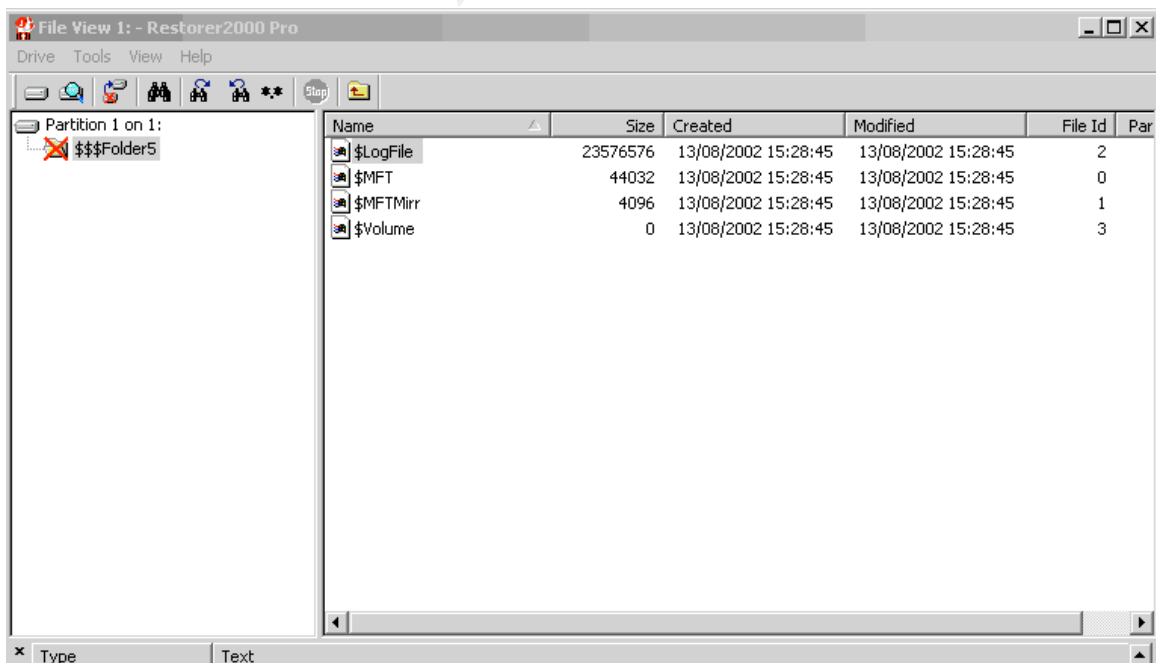 File View 1: - Restorer2000 Pro
Drive Tools View Help
Stop
Partition 1 on 1:
$$$Folder5
Name Size Created Modified File Id Par
$LogFile 23576576 13/08/2002 15:28:45 13/08/2002 15:28:45 2
$MFT 44032 13/08/2002 15:28:45 13/08/2002 15:28:45 0
$MFTMirr 4096 13/08/2002 15:28:45 13/08/2002 15:28:45 1
$Volume 0 13/08/2002 15:28:45 13/08/2002 15:28:45 3
Type Text